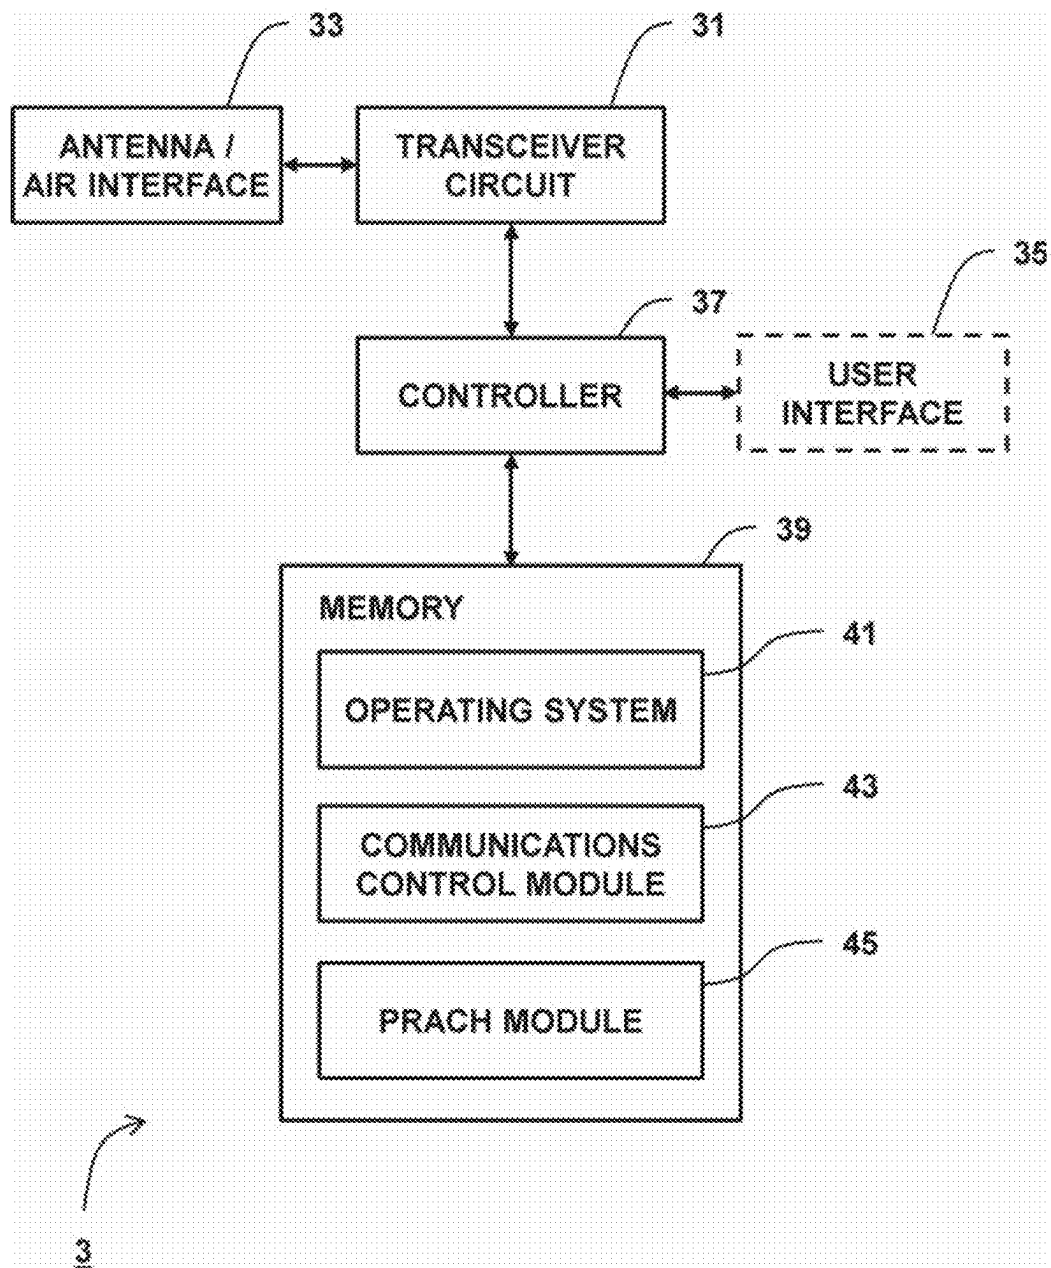 33
31
ANTENNA /
AIR INTERFACE
TRANSCEIVER
CIRCUIT
35
37
CONTROLLER
USER
INTERFACE
39
MEMORY
41
OPERATING SYSTEM
43
COMMUNICATIONS
CONTROL MODULE
45
PRACH MODULE
3